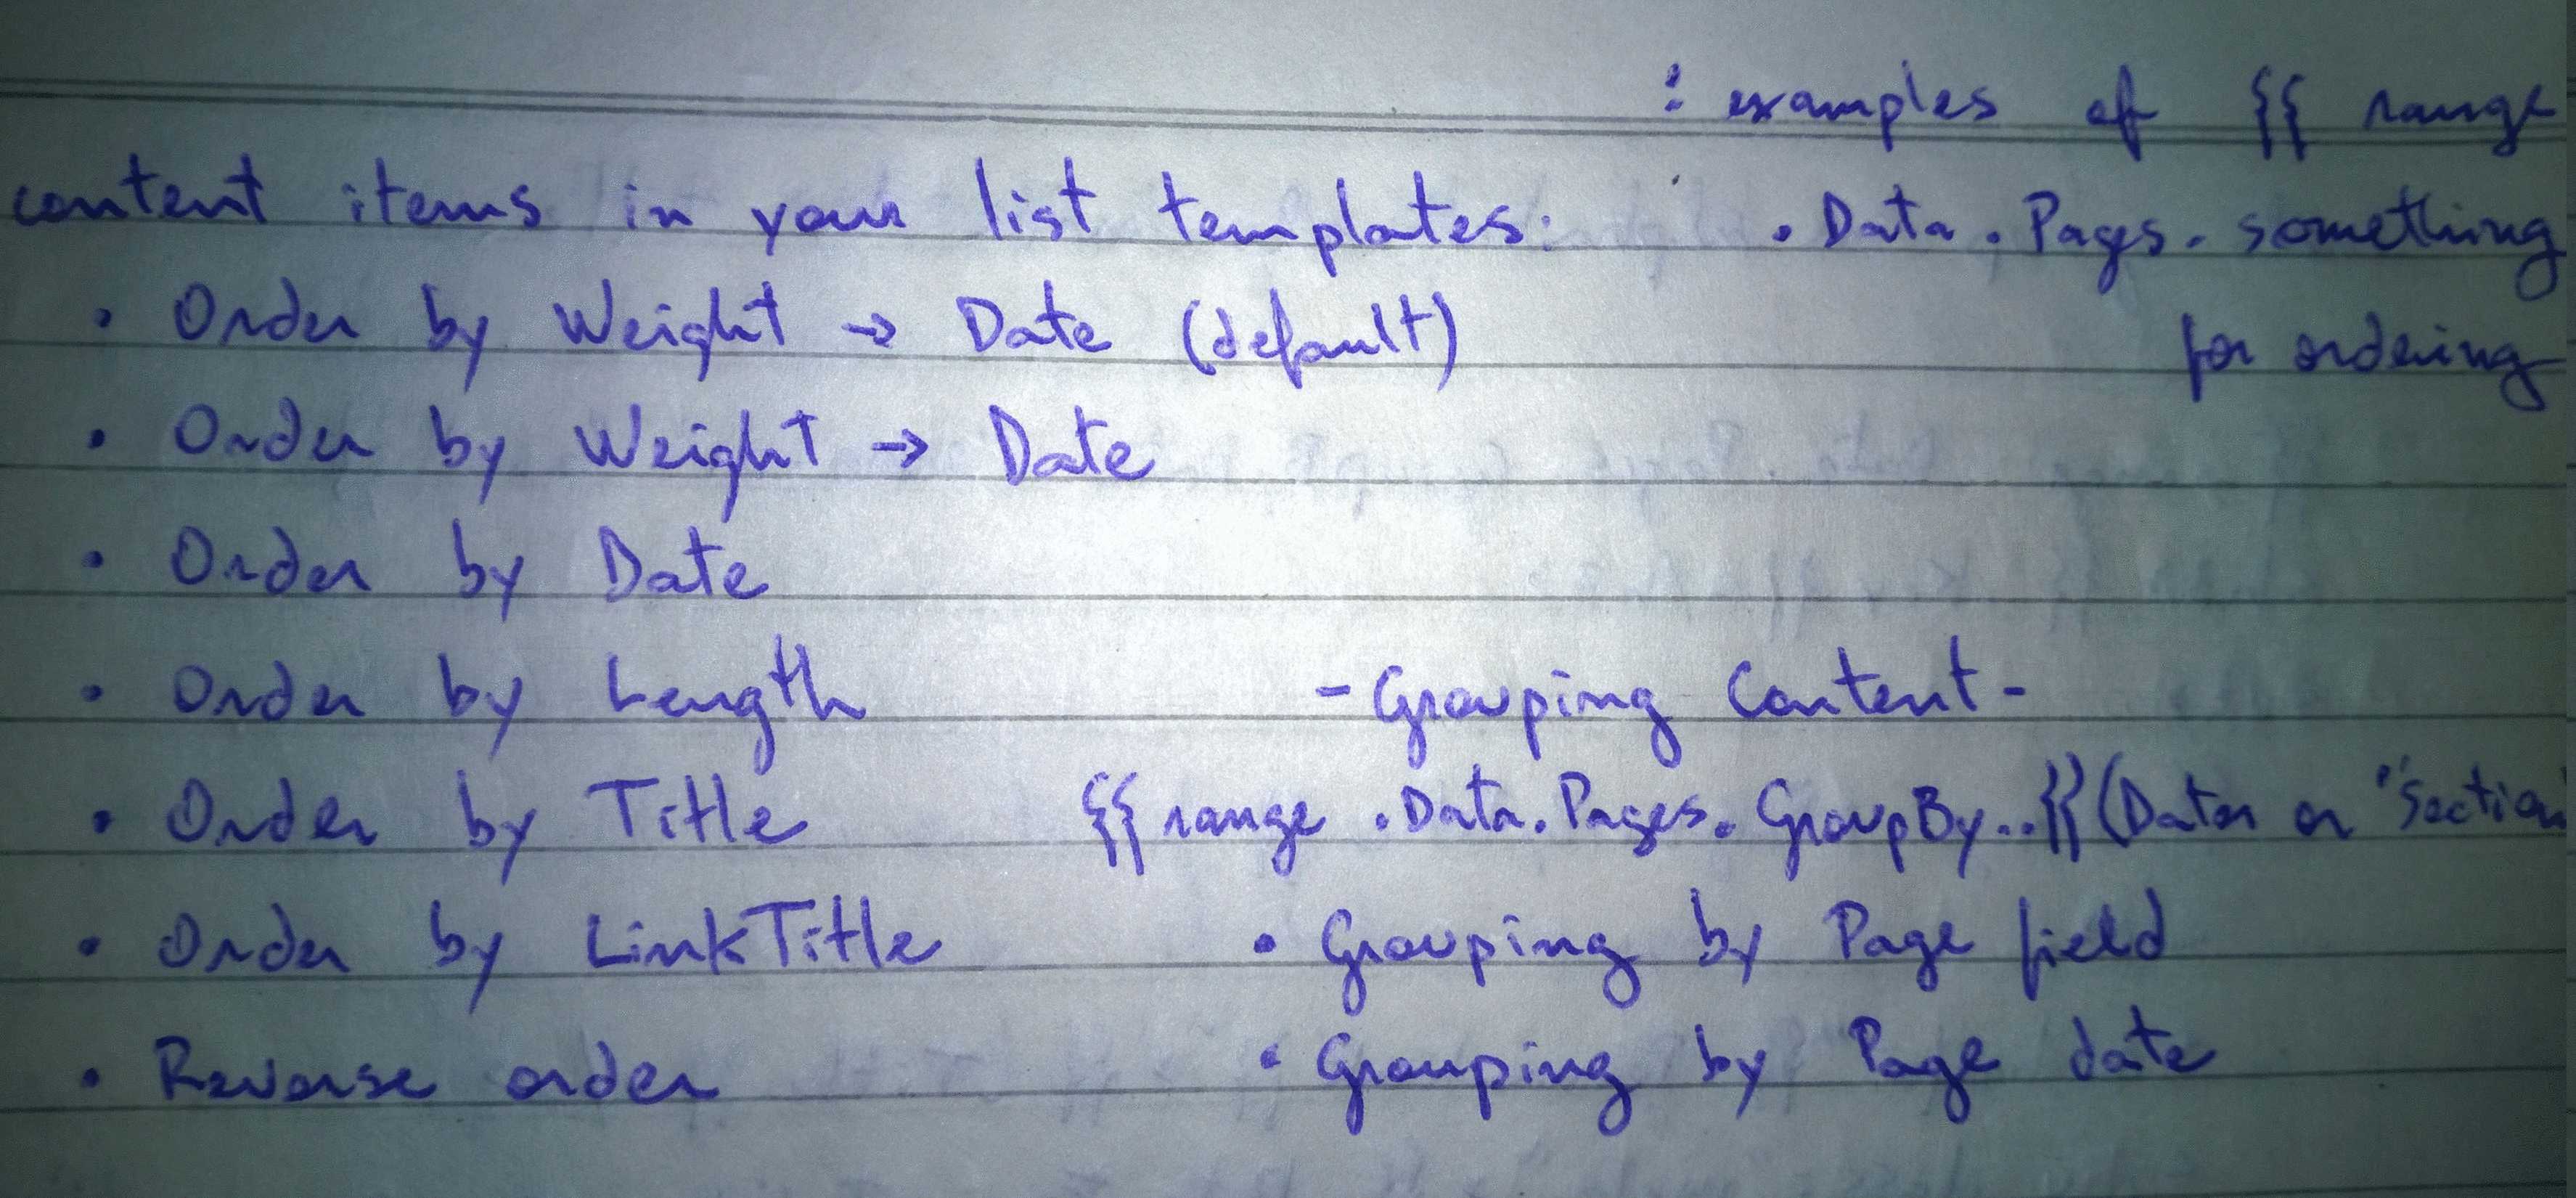 : examples of {{ range
content items in your list templates: .Data.Pages.something
• Order by Weight → Date (default) for ordering
• Order by Weight → Date
• Order by Date
• Order by Length - Grouping Content -
• Order by Title {{ range .Data.Pages.GroupBy..}} (Date or "Section
• Order by LinkTitle • Grouping by Page field
• Reverse order • Grouping by Page date